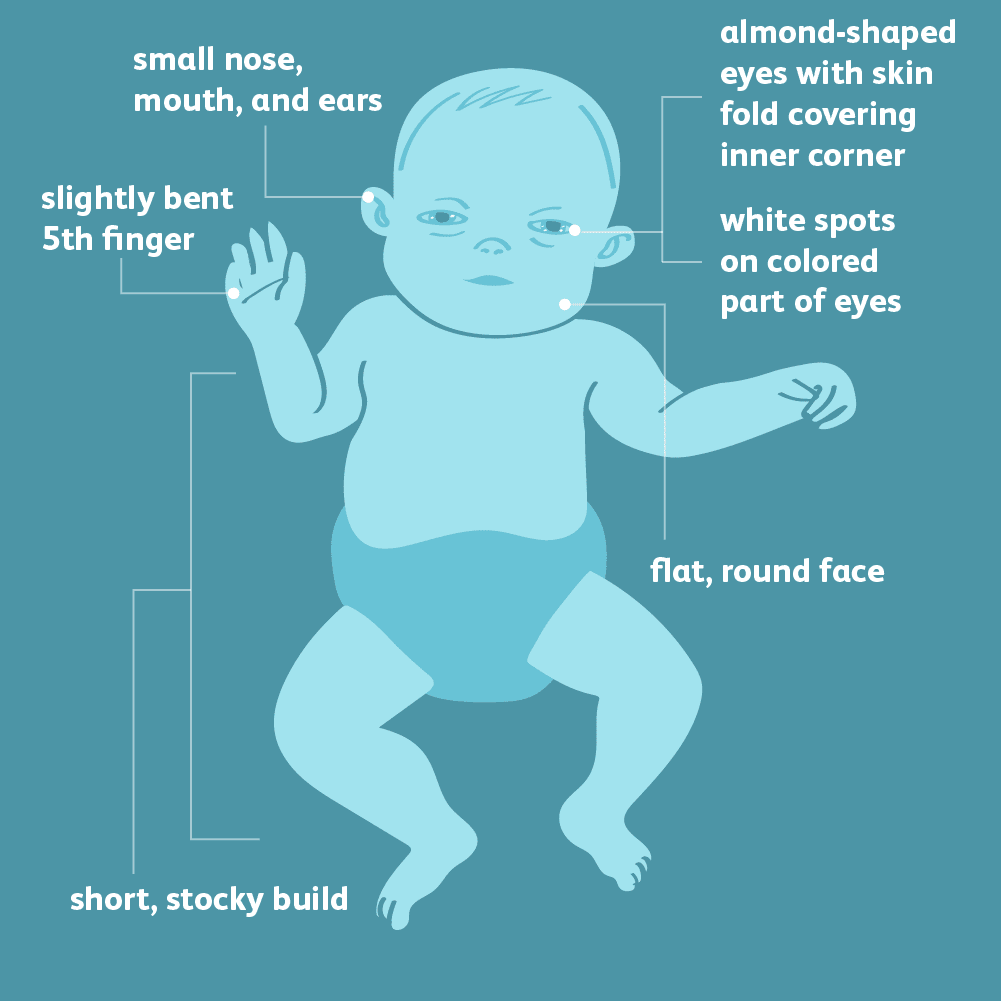 small nose,
mouth, and ears
almond-shaped
eyes with skin
fold covering
inner corner
slightly bent
5th finger
white spots
on colored
part of eyes
flat, round face
short, stocky build